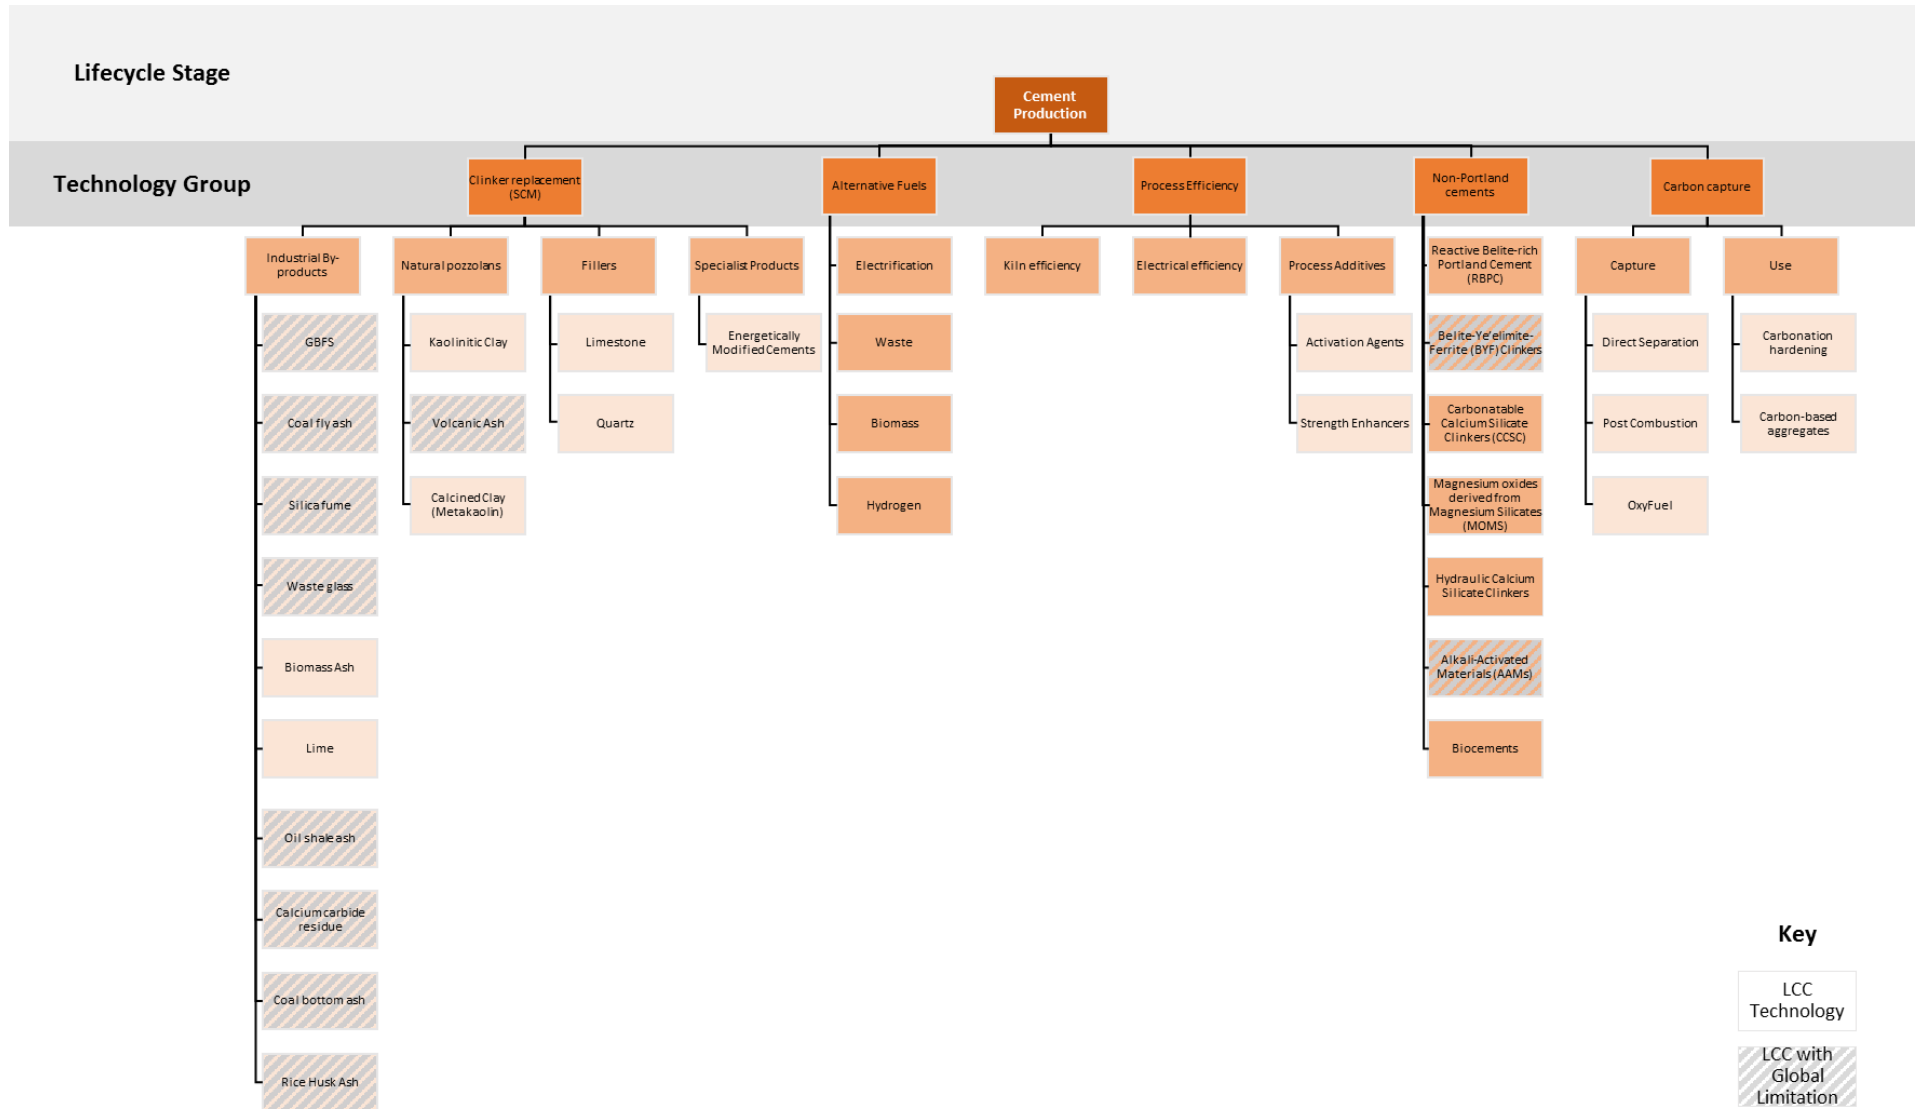 Lifecycle Stage
Cement
Production
Technology Group
Clinker replacement
(SCM)
Alternative Fuels
Process Efficiency
Non-Portland
cements
Carbon capture
Industrial By-
products
Natural pozzolans
Fillers
Specialist Products
Electrification
Kiln efficiency
Electrical efficiency
Process Additives
Reactive Belite-rich
Portland Cement
(RBPC)
Capture
Use
GBFS
Kaolinitic Clay
Limestone
Energetically
Modified Cements
Waste
Activation Agents
Belite-Ye'elimite-
Ferrite (BYF) Clinkers
Direct Separation
Carbonation
hardening
Coal fly ash
Volcanic Ash
Quartz
Biomass
Strength Enhancers
Carbonatable
Calcium Silicate
Clinkers (CCSC)
Post Combustion
Carbon-based
aggregates
Silica fume
Calcined Clay
(Metakaolin)
Hydrogen
Magnesium oxides
derived from
Magnesium Silicates
(MOMS)
OxyFuel
Waste glass
Hydraulic Calcium
Silicate Clinkers
Biomass Ash
Alkali-Activated
Materials (AAMs)
Lime
Biocements
Oil shale ash
Calcium carbide
residue
Coal bottom ash
Rice Husk Ash
Key
LCC
Technology
LCC with
Global
Limitation